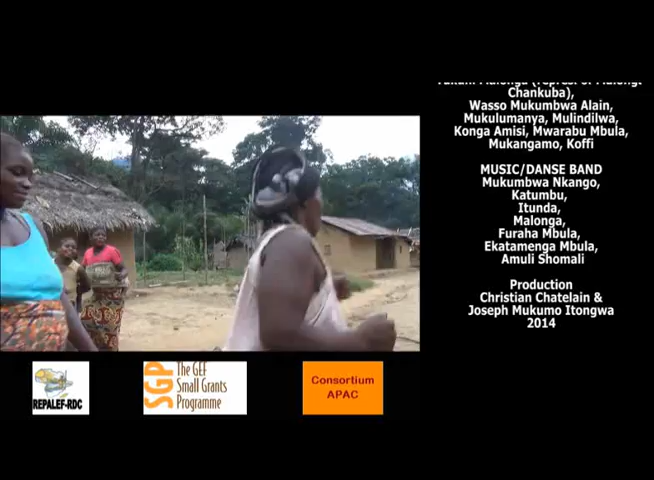 Chankuba),
Wasso Mukumbwa Alain,
Mukulumanya, Mulindilwa,
Konga Amisi, Mwarabu Mbula,
Mukangamo, Koffi
MUSIC/DANSE BAND
Mukumbwa Nkango,
Katumbu,
Itunda,
Malonga,
Furaha Mbula,
Ekatamenga Mbula,
Amuli Shomali
Production
Christian Chatelain &
Joseph Mukumo Itongwa
2014
REPALEF-RDC
SGP
The GEF
Small Grants
Programme
Consortium
APAC